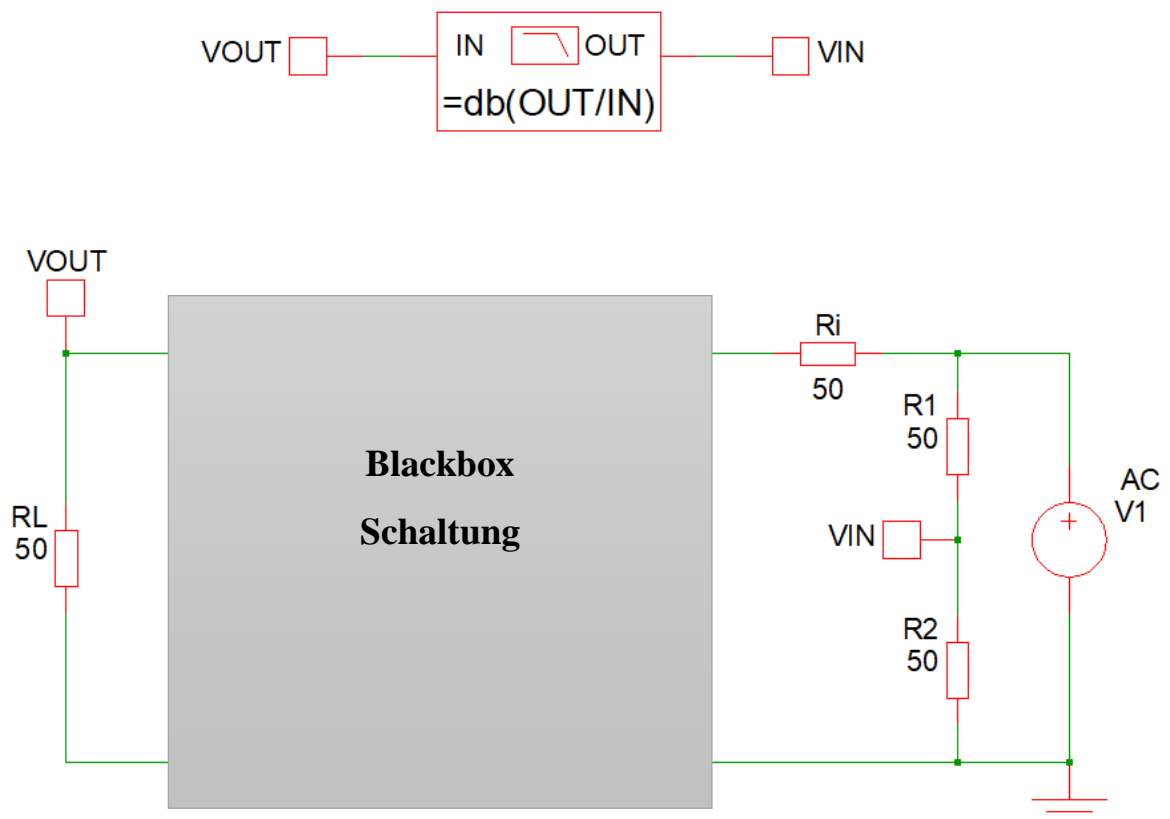 VOUT IN OUT VIN
=db(OUT/IN)
VOUT
Ri
50
R1
50
Blackbox
Schaltung
AC
V1
RL
50
VIN
R2
50